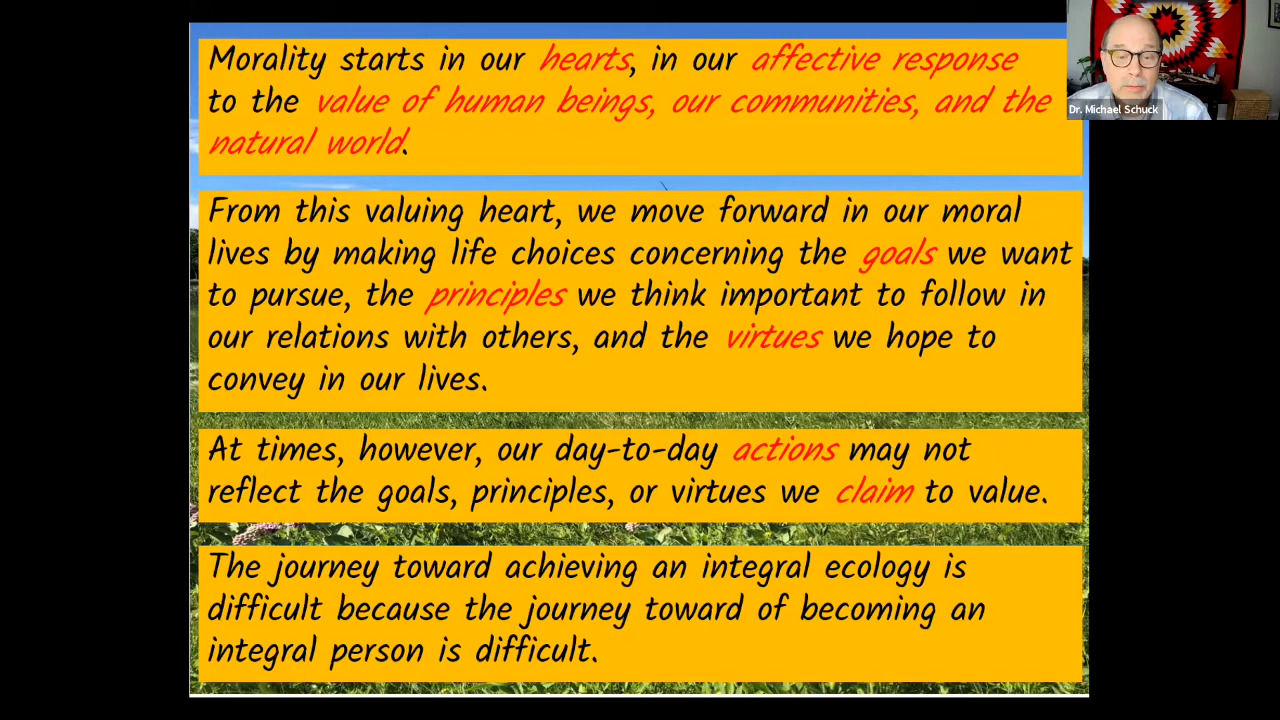 Morality starts in our hearts, in our affective response
to the value of human beings, our communities, and the
natural world.
Dr. Michael Schuck
From this valuing heart, we move forward in our moral
lives by making life choices concerning the goals we want
to pursue, the principles we think important to follow in
our relations with others, and the virtues we hope to
convey in our lives.
At times, however, our day-to-day actions may not
reflect the goals, principles, or virtues we claim to value.
The journey toward achieving an integral ecology is
difficult because the journey toward of becoming an
integral person is difficult.